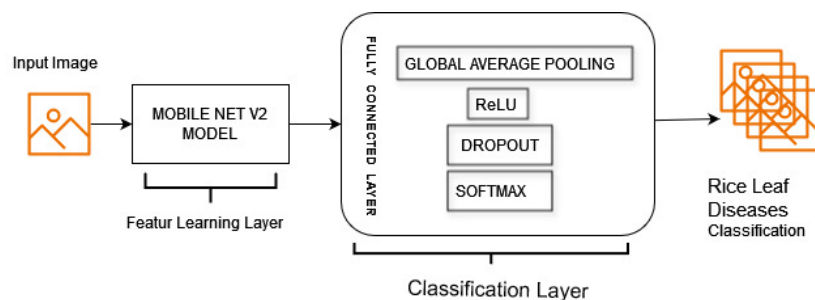 Input Image
MOBILE NET V2
MODEL
Featur Learning Layer
FULLY CONNECTED LAYER
GLOBAL AVERAGE POOLING
ReLU
DROPOUT
SOFTMAX
Classification Layer
Rice Leaf
Diseases
Classification